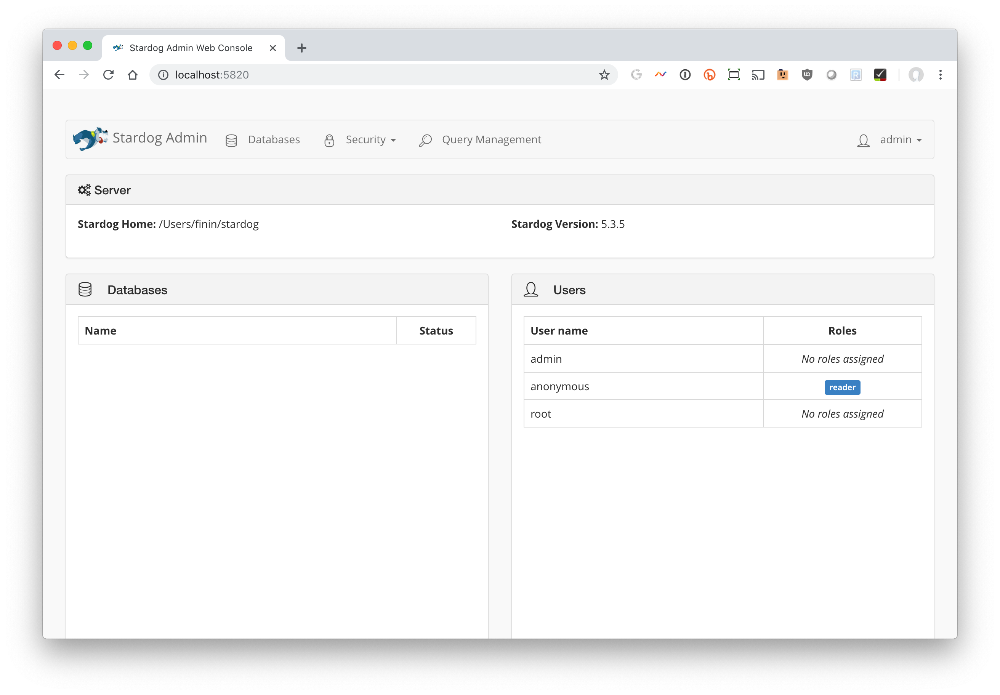 Stardog Admin Web Console
localhost:5820
Stardog Admin Databases Security Query Management admin
Server
Stardog Home: /Users/finin/stardog Stardog Version: 5.3.5
Databases
Name Status
Users
User name Roles
admin No roles assigned
anonymous reader
root No roles assigned